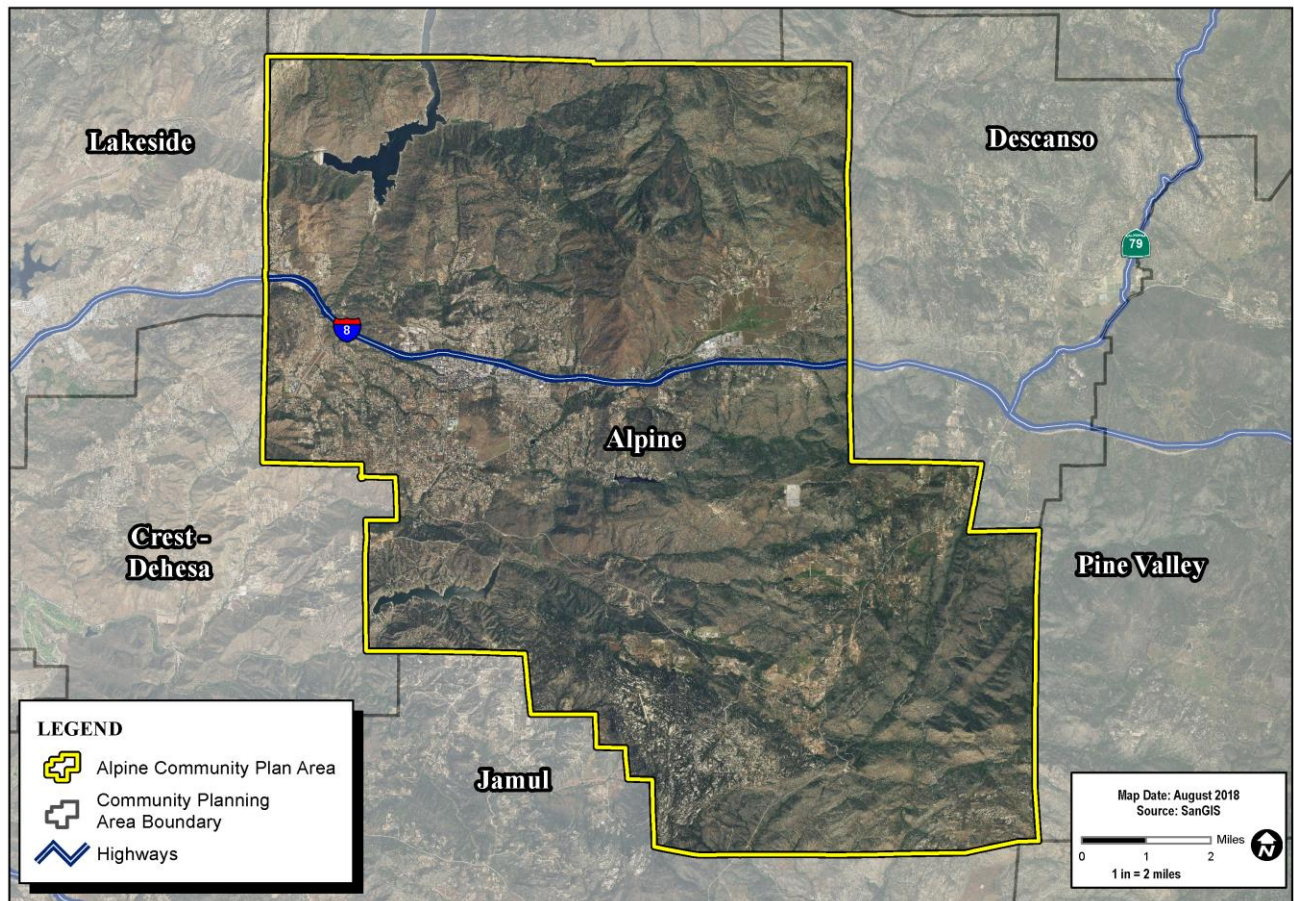 Lakeside
Descanso
79
8
Alpine
Crest -
Dehesa
Pine Valley
Jamul
LEGEND
Alpine Community Plan Area
Community Planning
Area Boundary
Highways
Map Date: August 2018
Source: SanGIS
Miles
0 1 2
1 in = 2 miles
N